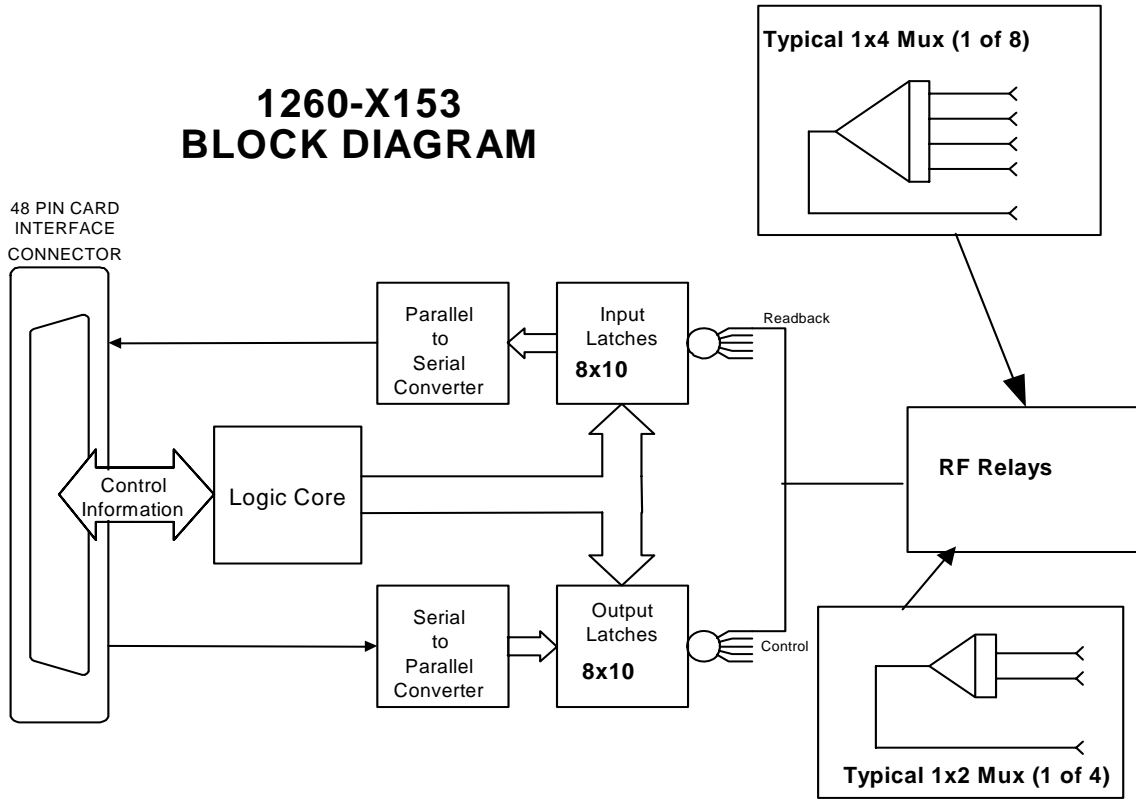 Typical 1x4 Mux (1 of 8)
1260-X153
BLOCK DIAGRAM
48 PIN CARD
INTERFACE
CONNECTOR
Parallel
to
Serial
Converter
Input
Latches
8x10
Readback
Control
Information
Logic Core
RF Relays
Serial
to
Parallel
Converter
Output
Latches
8x10
Control
Typical 1x2 Mux (1 of 4)